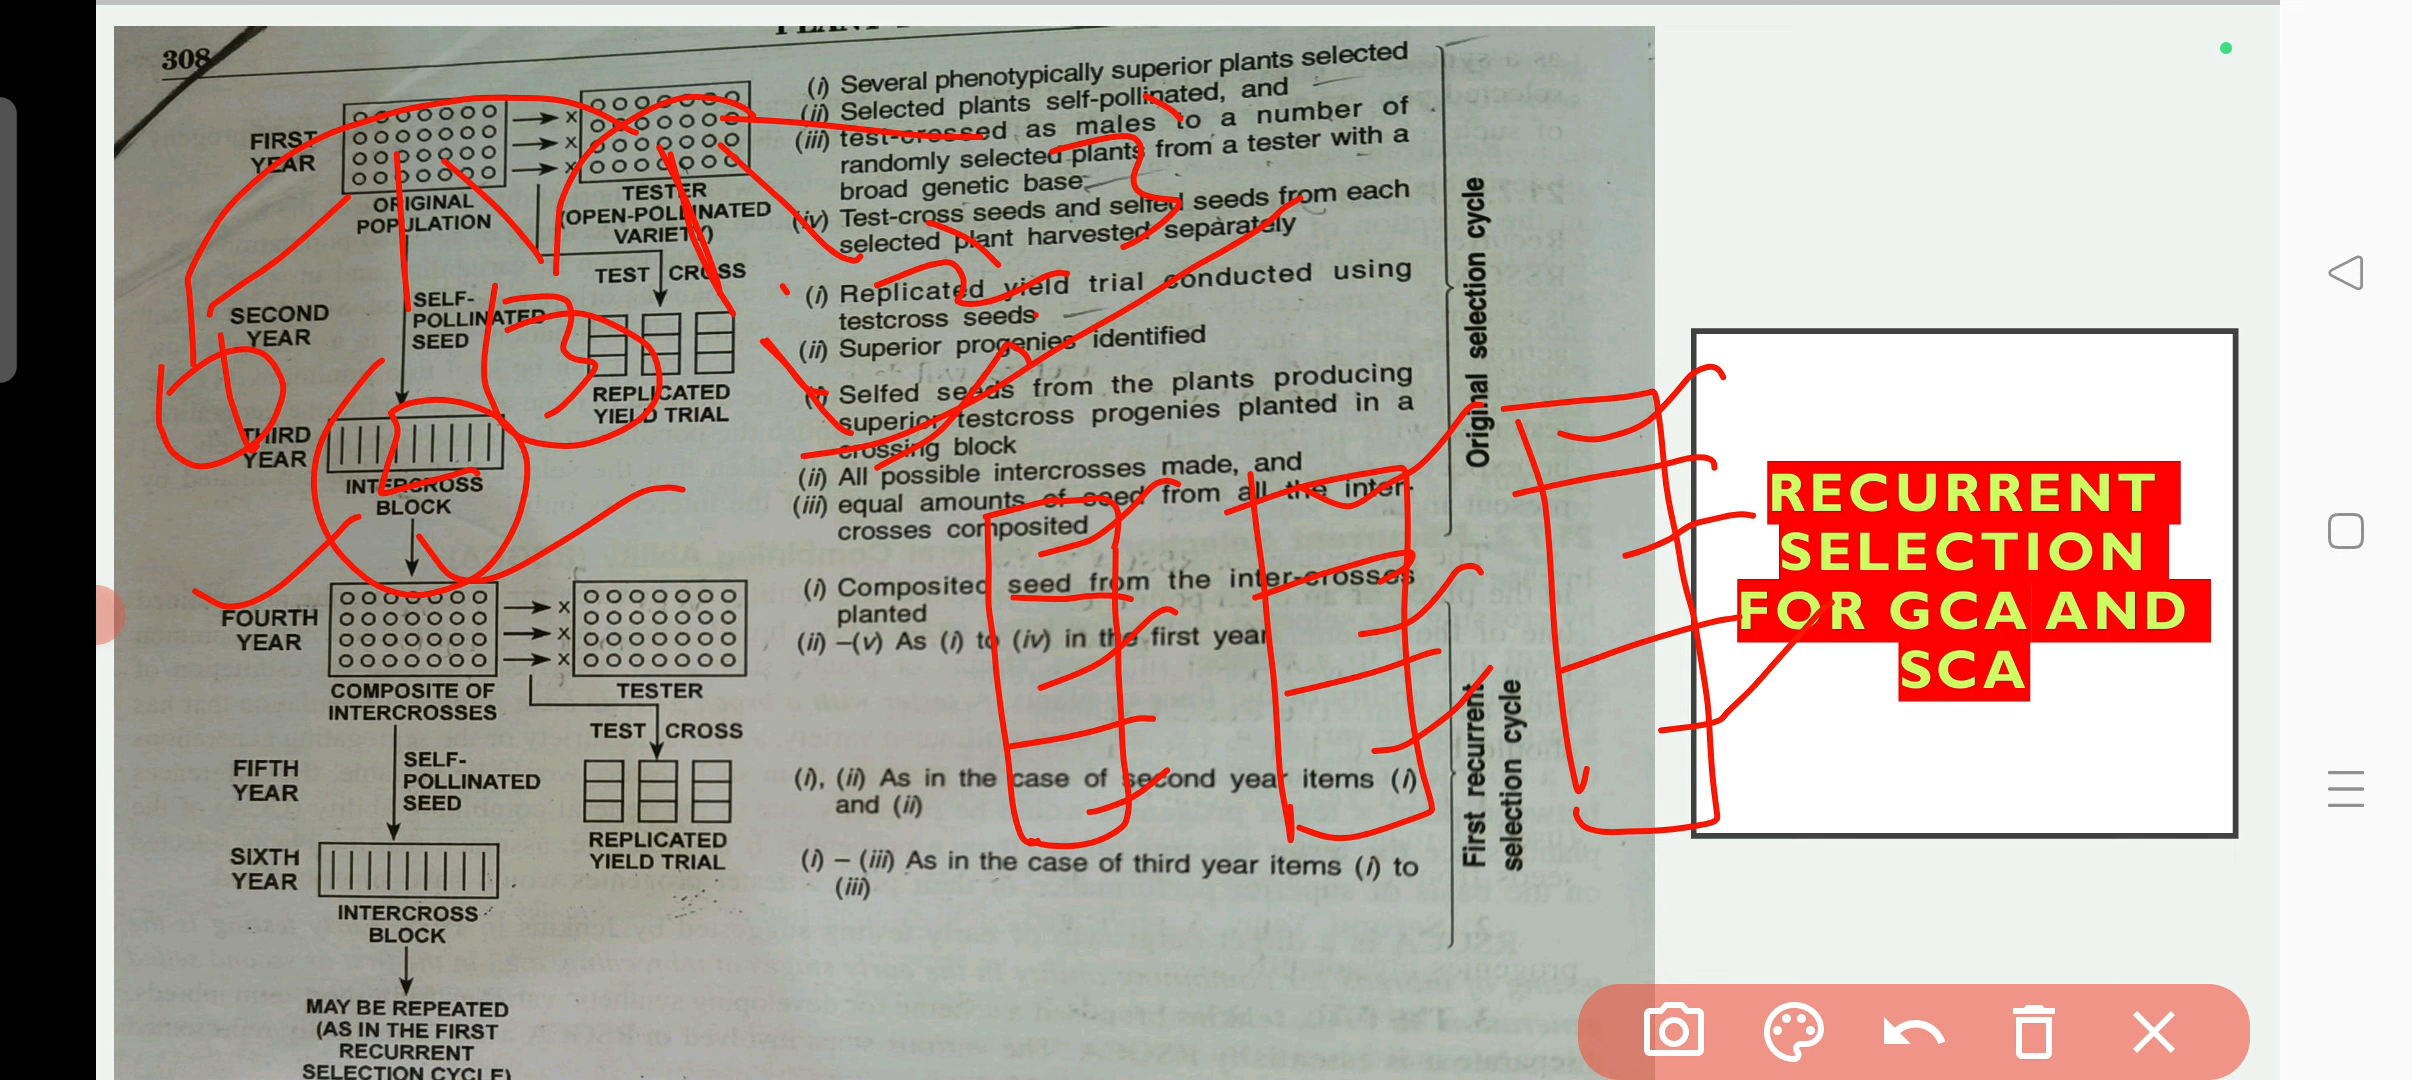 308
FIRST
YEAR
ORIGINAL
POPULATION
x
x
x
TESTER
(OPEN-POLLINATED
VARIETY)
TEST CROSS
SECOND
YEAR
SELF-
POLLINATED
SEED
REPLICATED
YIELD TRIAL
THIRD
YEAR
INTERCROSS
BLOCK
FOURTH
YEAR
x
x
x
COMPOSITE OF
INTERCROSSES
TESTER
TEST CROSS
FIFTH
YEAR
SELF-
POLLINATED
SEED
REPLICATED
YIELD TRIAL
SIXTH
YEAR
INTERCROSS
BLOCK
MAY BE REPEATED
(AS IN THE FIRST
RECURRENT
SELECTION CYCLE)
(i) Several phenotypically superior plants selected
(ii) Selected plants self-pollinated, and
(iii) test-crossed as males to a number of
randomly selected plants from a tester with a
broad genetic base
(iv) Test-cross seeds and selfed seeds from each
selected plant harvested separately
(i) Replicated yield trial conducted using
testcross seeds
(ii) Superior progenies identified
(i) Selfed seeds from the plants producing
superior testcross progenies planted in a
crossing block
(ii) All possible intercrosses made, and
(iii) equal amounts of seed from all the inter-
crosses composited
(i) Composited seed from the inter-crosses
planted
(ii) –(v) As (i) to (iv) in the first year
(i), (ii) As in the case of second year items (i)
and (ii)
(i) – (iii) As in the case of third year items (i) to
(iii)
Original selection cycle
First recurrent
selection cycle
RECURRENT
SELECTION
FOR GCA AND
SCA